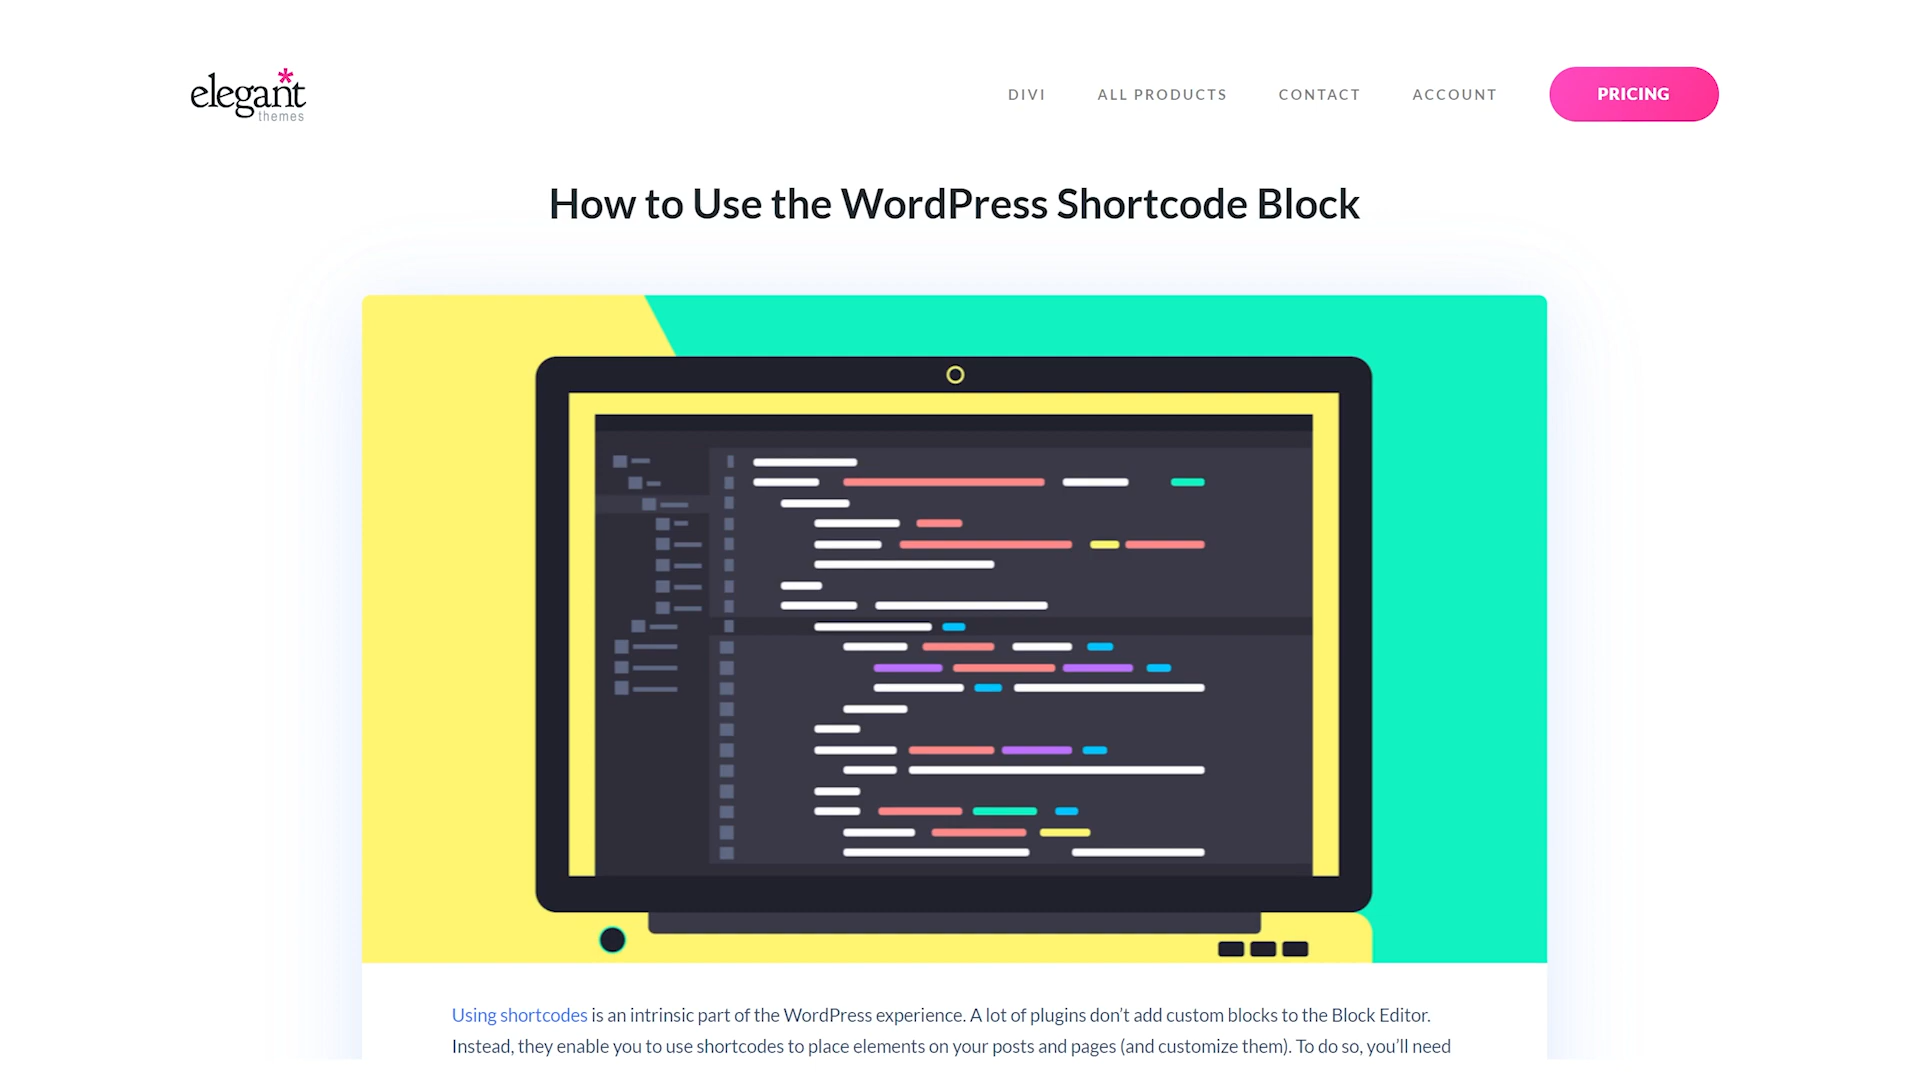 elegant
themes
DIVI
ALL PRODUCTS
CONTACT
ACCOUNT
PRICING
How to Use the WordPress Shortcode Block
Using shortcodes is an intrinsic part of the WordPress experience. A lot of plugins don’t add custom blocks to the Block Editor.
Instead, they enable you to use shortcodes to place elements on your posts and pages (and customize them). To do so, you’ll need